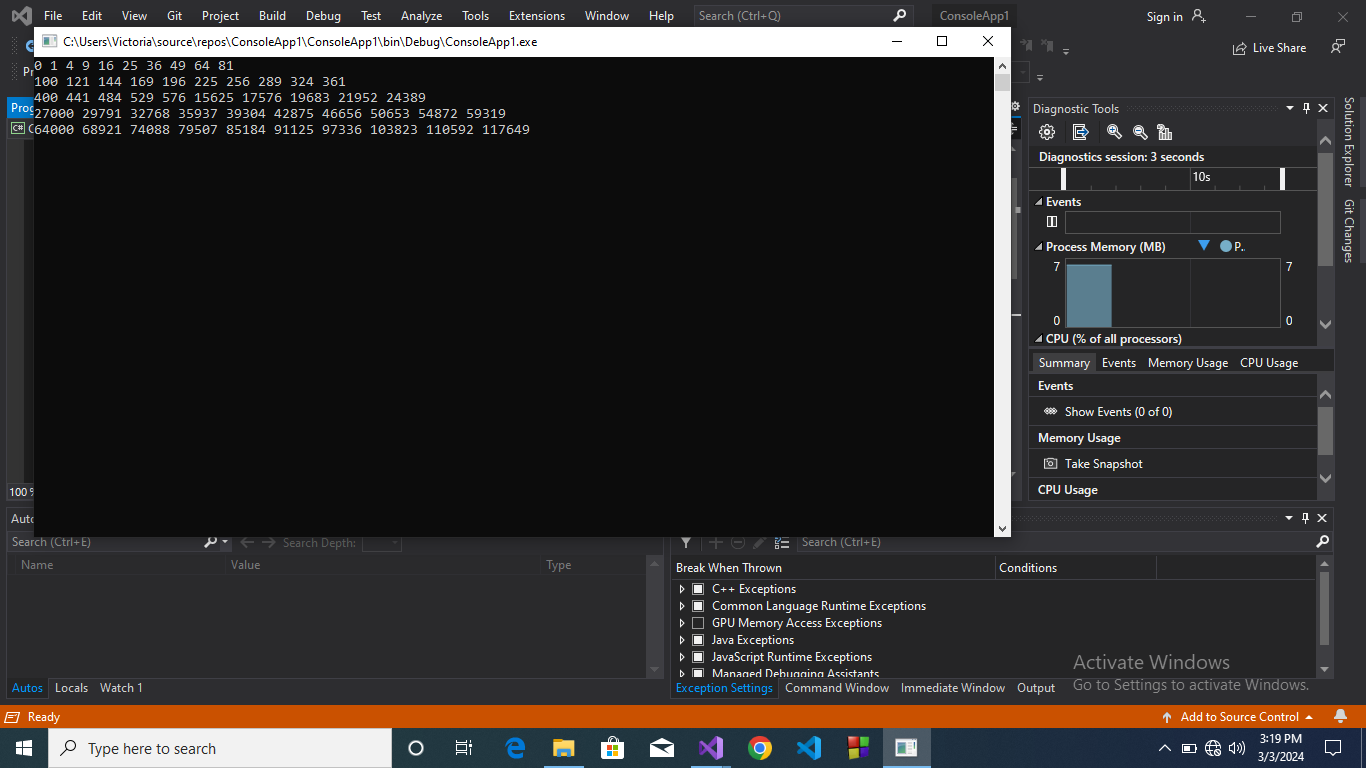 File Edit View Git Project Build Debug Test Analyze Tools Extensions Window Help Search (Ctrl+Q) ConsoleApp1 Sign in
C:\Users\Victoria\source\repos\ConsoleApp1\ConsoleApp1\bin\Debug\ConsoleApp1.exe
Live Share
0 1 4 9 16 25 36 49 64 81
100 121 144 169 196 225 256 289 324 361
400 441 484 529 576 15625 17576 19683 21952 24389
27000 29791 32768 35937 39304 42875 46656 50653 54872 59319
64000 68921 74088 79507 85184 91125 97336 103823 110592 117649
Pr
Prog
C#
100 %
Diagnostic Tools
Diagnostics session: 3 seconds
10s
Events
Process Memory (MB) P..
7 7
0 0
CPU (% of all processors)
Summary Events Memory Usage CPU Usage
Events
Show Events (0 of 0)
Memory Usage
Take Snapshot
CPU Usage
Solution Explorer
Git Changes
Auto
Search (Ctrl+E) Search Depth:
Name Value Type
Autos Locals Watch 1
Search (Ctrl+E)
Break When Thrown Conditions
C++ Exceptions
Common Language Runtime Exceptions
GPU Memory Access Exceptions
Java Exceptions
JavaScript Runtime Exceptions
Managed Debugging Assistants
Exception Settings Command Window Immediate Window Output
Activate Windows
Go to Settings to activate Windows.
Ready Add to Source Control
Type here to search
3:19 PM
3/3/2024